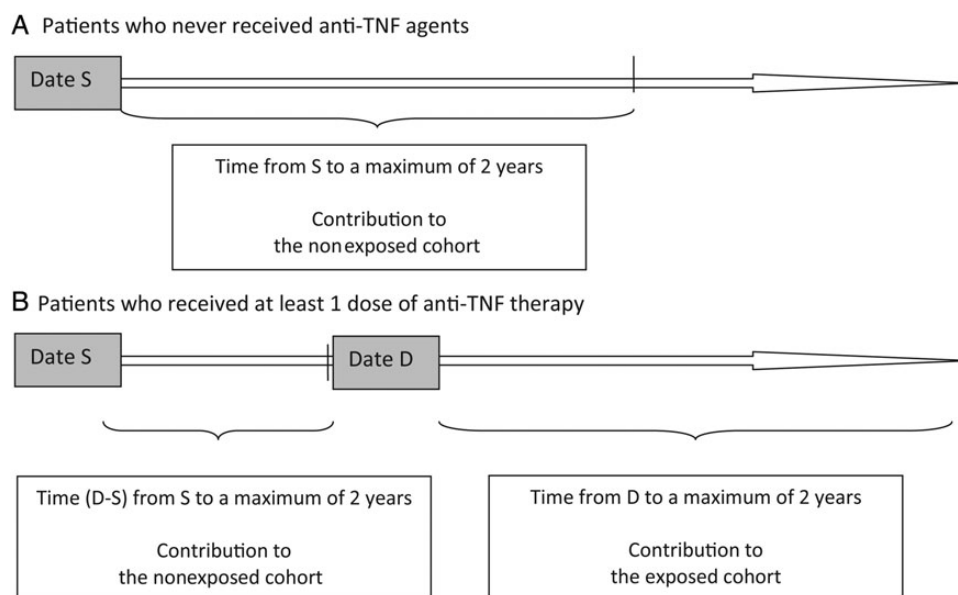 A Patients who never received anti-TNF agents
Date S
Time from S to a maximum of 2 years
Contribution to
the nonexposed cohort
B Patients who received at least 1 dose of anti-TNF therapy
Date S
Date D
Time (D-S) from S to a maximum of 2 years
Contribution to
the nonexposed cohort
Time from D to a maximum of 2 years
Contribution to
the exposed cohort